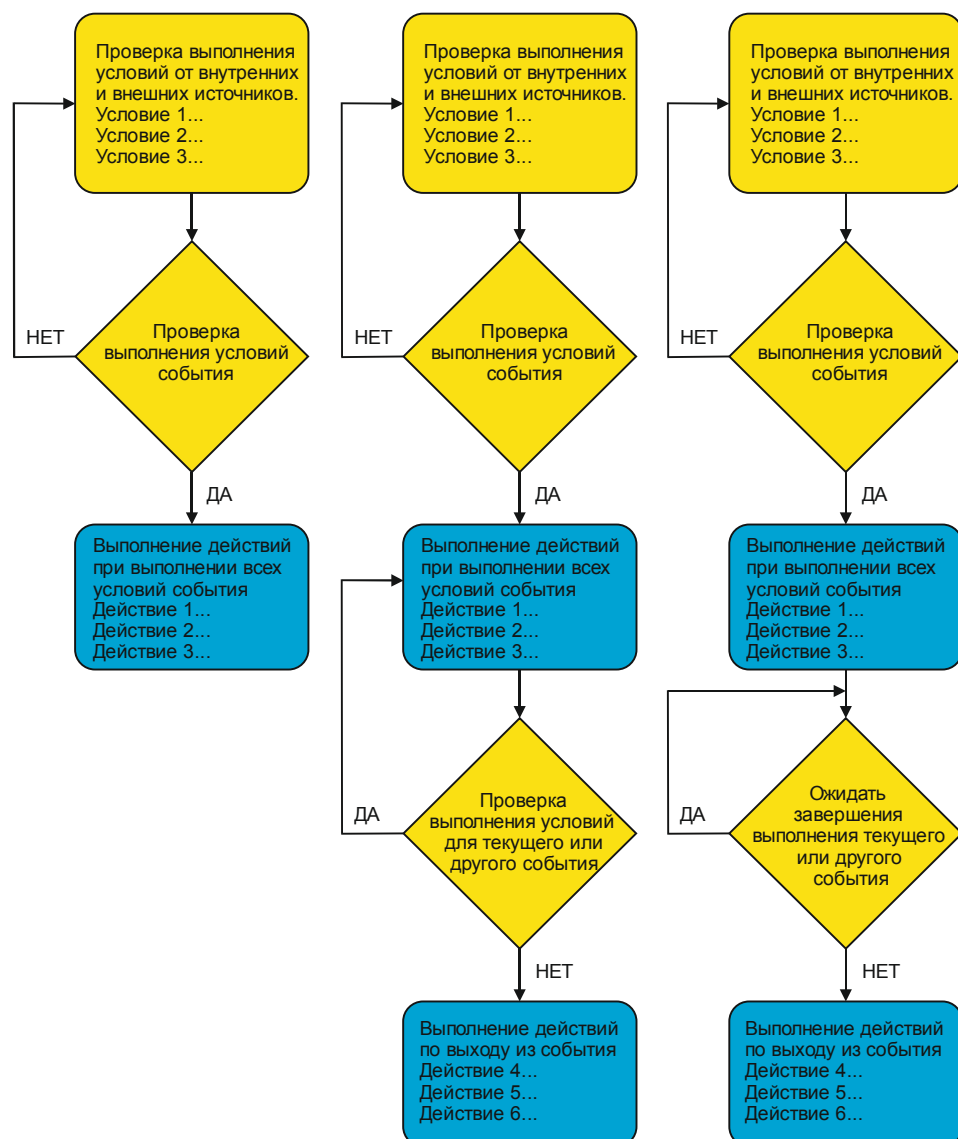 Проверка выполнения
условий от внутренних
и внешних источников.
Условие 1...
Условие 2...
Условие 3...
НЕТ
Проверка
выполнения условий
события
ДА
Выполнение действий
при выполнении всех
условий события
Действие 1...
Действие 2...
Действие 3...
Проверка выполнения
условий от внутренних
и внешних источников.
Условие 1...
Условие 2...
Условие 3...
НЕТ
Проверка
выполнения условий
события
ДА
Выполнение действий
при выполнении всех
условий события
Действие 1...
Действие 2...
Действие 3...
ДА
Проверка
выполнения условий
для текущего или
другого события
НЕТ
Выполнение действий
по выходу из события
Действие 4...
Действие 5...
Действие 6...
Проверка выполнения
условий от внутренних
и внешних источников.
Условие 1...
Условие 2...
Условие 3...
НЕТ
Проверка
выполнения условий
события
ДА
Выполнение действий
при выполнении всех
условий события
Действие 1...
Действие 2...
Действие 3...
ДА
Ожидать
завершения
выполнения текущего
или другого
события
НЕТ
Выполнение действий
по выходу из события
Действие 4...
Действие 5...
Действие 6...